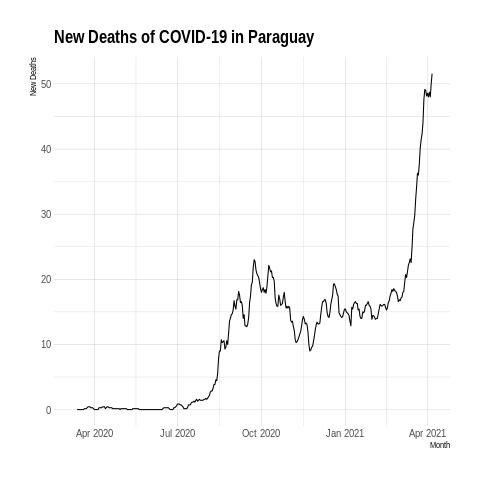 New Deaths of COVID-19 in Paraguay
New Deaths
50
40
30
20
10
0
Apr 2020 Jul 2020 Oct 2020 Jan 2021 Apr 2021
Month